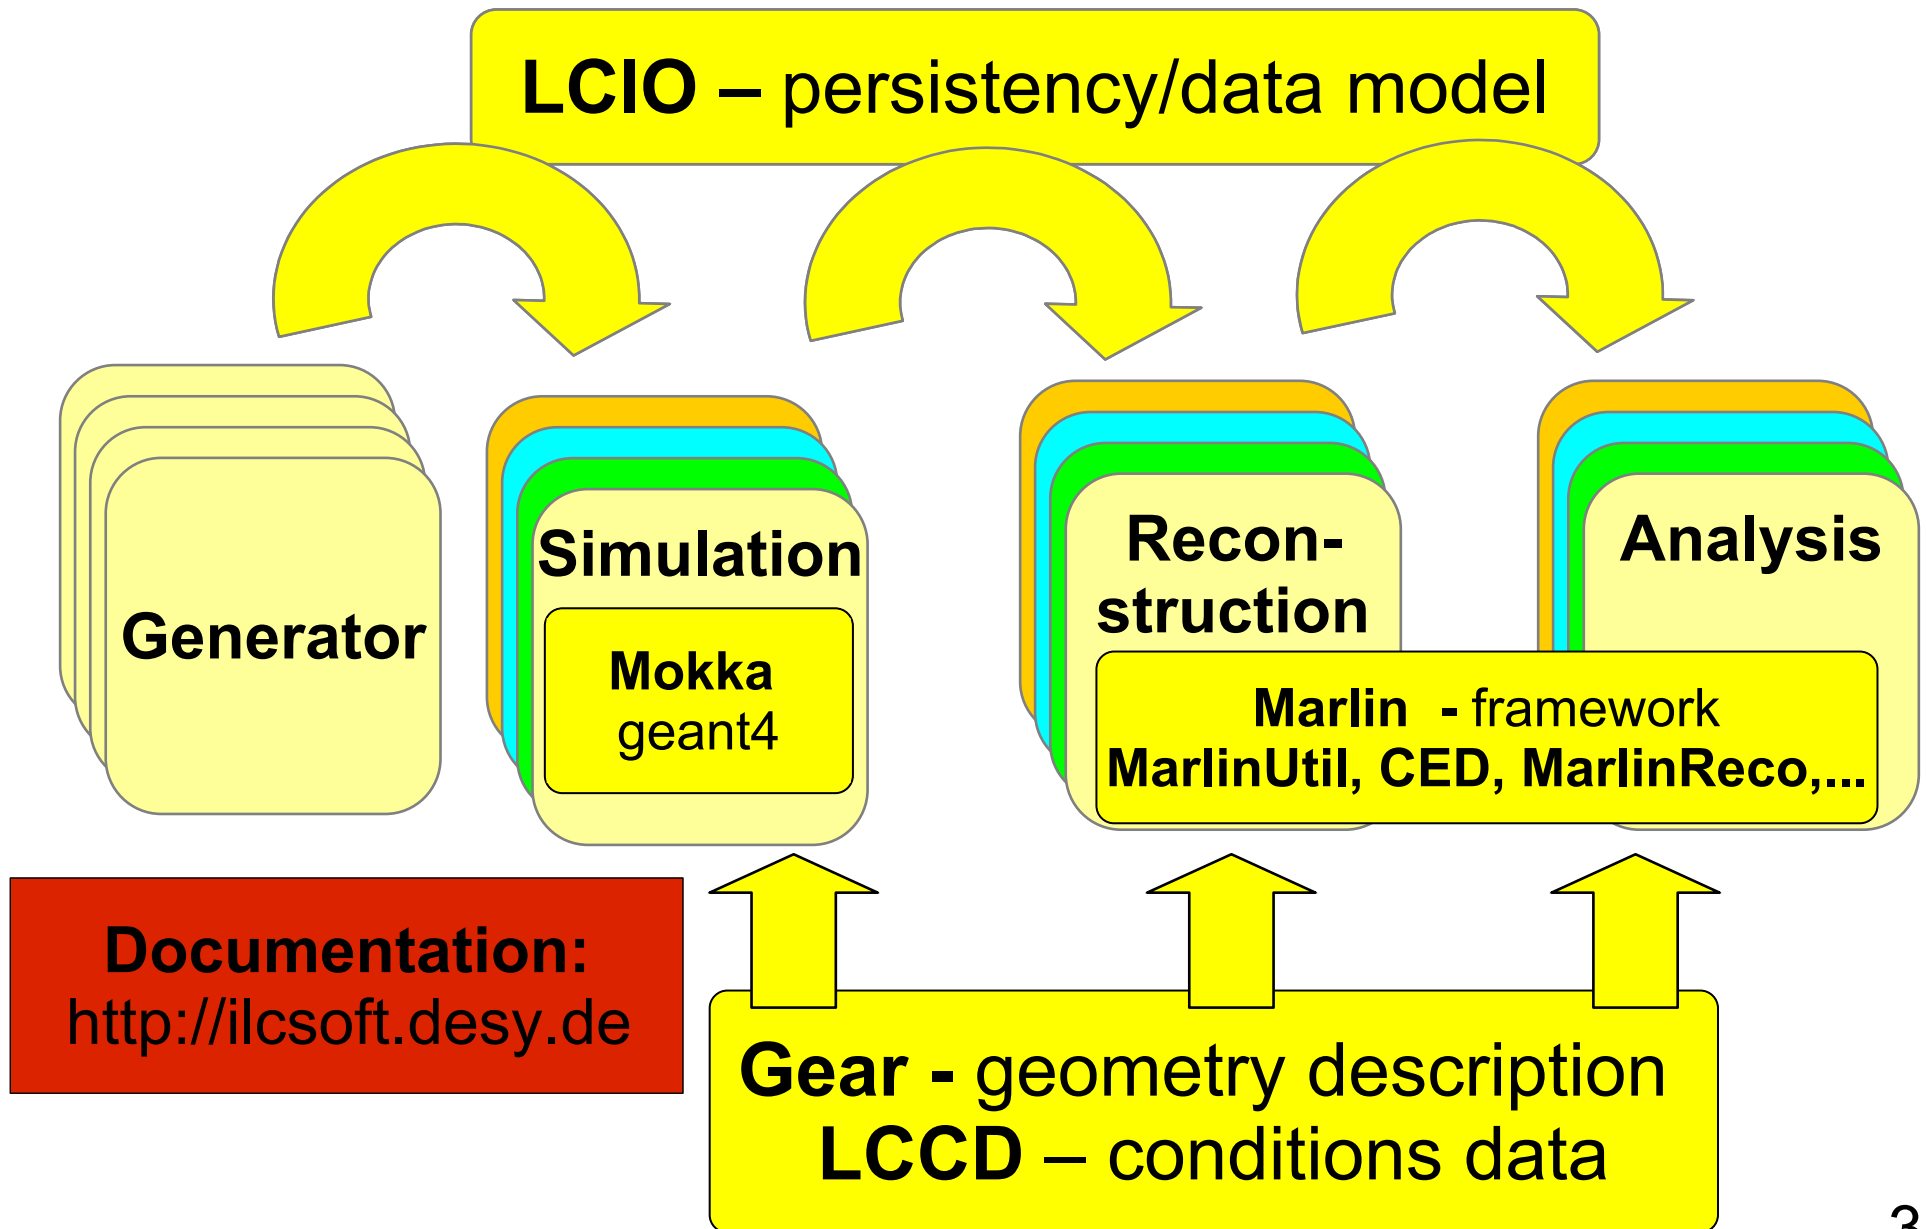 LCIO – persistency/data model
Generator
Simulation
Mokka
geant4
Recon-
struction
Analysis
Marlin - framework
MarlinUtil, CED, MarlinReco,...
Documentation:
http://ilcsoft.desy.de
Gear - geometry description
LCCD – conditions data
3